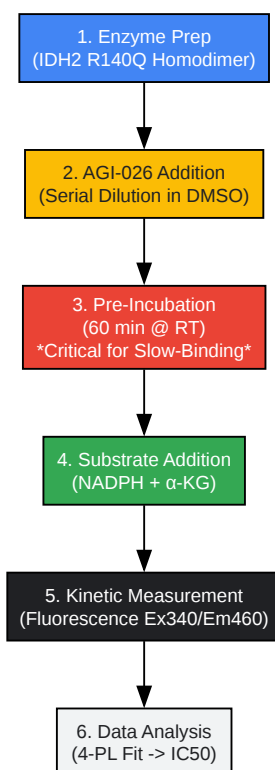 1. Enzyme Prep
(IDH2 R140Q Homodimer)
2. AGI-026 Addition
(Serial Dilution in DMSO)
3. Pre-Incubation
(60 min @ RT)
*Critical for Slow-Binding*
4. Substrate Addition
(NADPH + α-KG)
5. Kinetic Measurement
(Fluorescence Ex340/Em460)
6. Data Analysis
(4-PL Fit -> IC50)